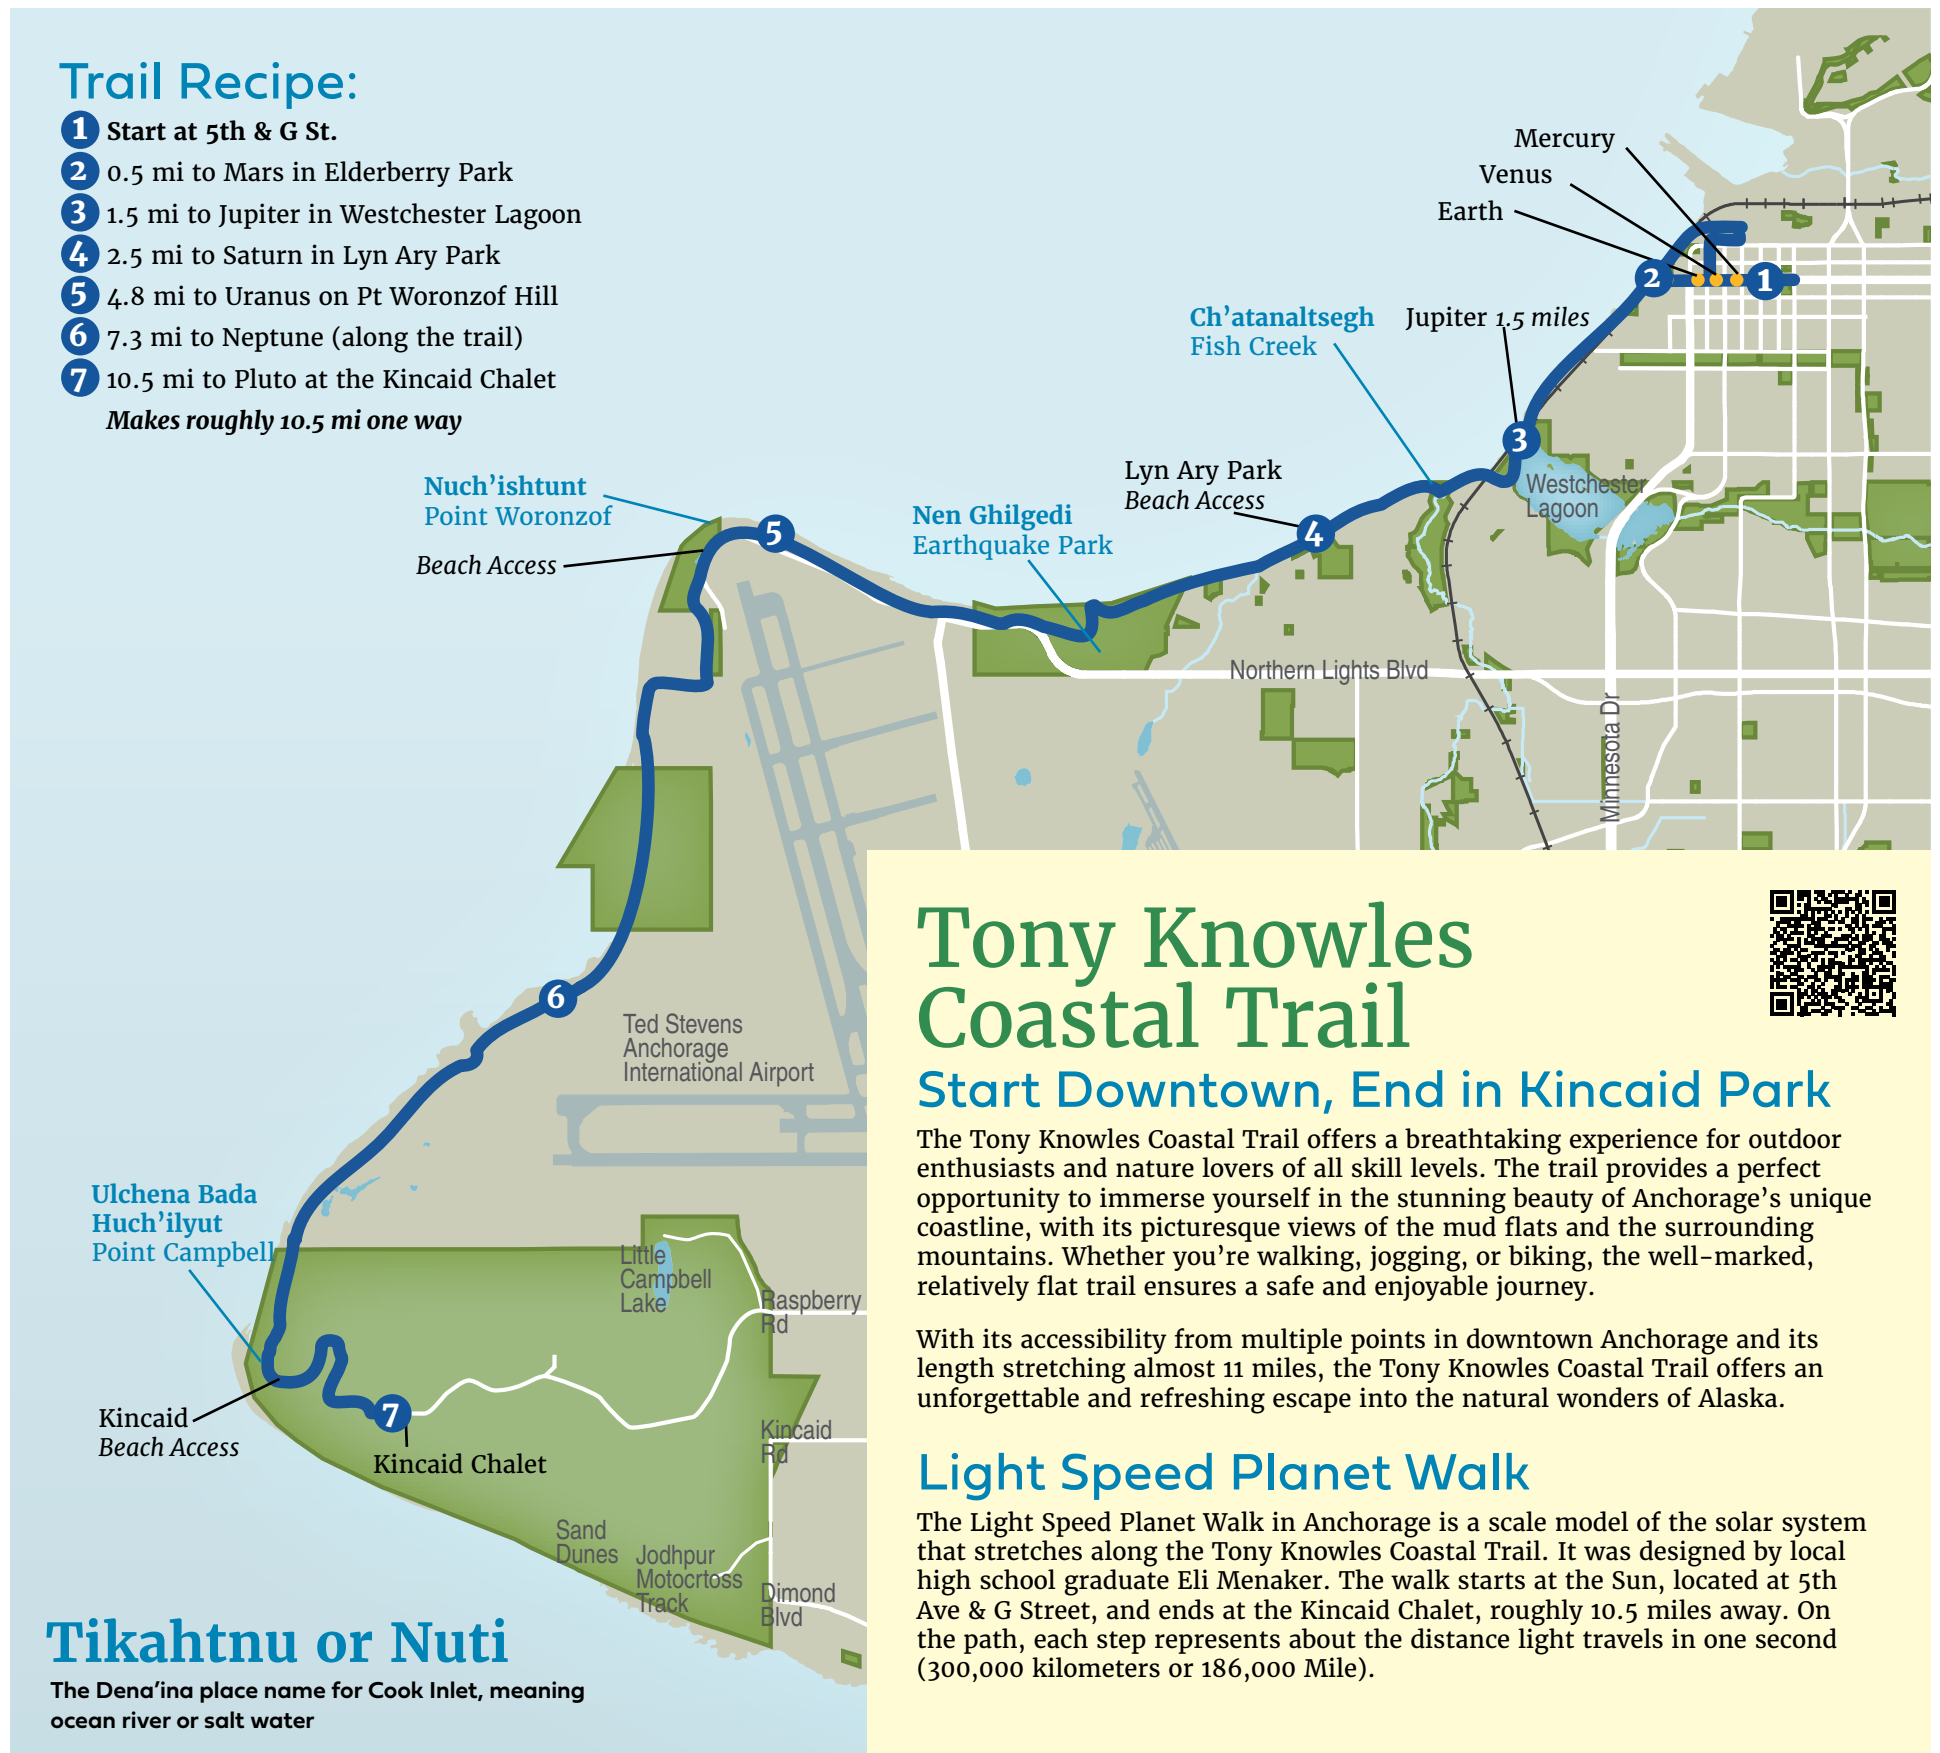 Trail Recipe:
1 Start at 5th & G St.
2 0.5 mi to Mars in Elderberry Park
3 1.5 mi to Jupiter in Westchester Lagoon
4 2.5 mi to Saturn in Lyn Ary Park
5 4.8 mi to Uranus on Pt Woronzof Hill
6 7.3 mi to Neptune (along the trail)
7 10.5 mi to Pluto at the Kincaid Chalet
Makes roughly 10.5 mi one way
Mercury
Venus
Earth
2
1
Ch’atanaltsegh
Fish Creek
Jupiter 1.5 miles
3
Westchester
Lagoon
Lyn Ary Park
Beach Access
4
Nuch’ishtunt
Point Woronzof
Beach Access
5
Nen Ghilgedi
Earthquake Park
Northern Lights Blvd
Minnesota Dr
6
Ted Stevens
Anchorage
International Airport
Ulchena Bada
Huch’ilyut
Point Campbell
Little
Campbell
Lake
Raspberry
Rd
Kincaid
Beach Access
7
Kincaid Chalet
Kincaid
Rd
Sand
Dunes
Jodhpur
Motocrtoss
Track
Dimond
Blvd
Tikahtnu or Nuti
The Dena’ina place name for Cook Inlet, meaning
ocean river or salt water
Tony Knowles
Coastal Trail
Start Downtown, End in Kincaid Park
The Tony Knowles Coastal Trail offers a breathtaking experience for outdoor
enthusiasts and nature lovers of all skill levels. The trail provides a perfect
opportunity to immerse yourself in the stunning beauty of Anchorage’s unique
coastline, with its picturesque views of the mud flats and the surrounding
mountains. Whether you’re walking, jogging, or biking, the well-marked,
relatively flat trail ensures a safe and enjoyable journey.
With its accessibility from multiple points in downtown Anchorage and its
length stretching almost 11 miles, the Tony Knowles Coastal Trail offers an
unforgettable and refreshing escape into the natural wonders of Alaska.
Light Speed Planet Walk
The Light Speed Planet Walk in Anchorage is a scale model of the solar system
that stretches along the Tony Knowles Coastal Trail. It was designed by local
high school graduate Eli Menaker. The walk starts at the Sun, located at 5th
Ave & G Street, and ends at the Kincaid Chalet, roughly 10.5 miles away. On
the path, each step represents about the distance light travels in one second
(300,000 kilometers or 186,000 Mile).